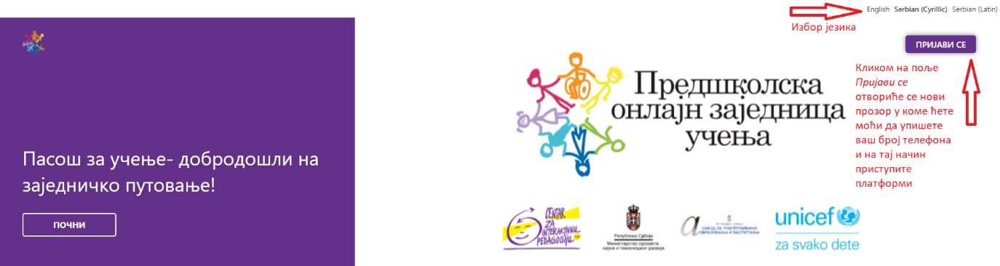 English Serbian (Cyrillic) Serbian (Latin)
Избор језика
ПРИЈАВИ СЕ
Кликом на поље
Пријави се
отвориће се нови
прозор у коме ћете
моћи да упишете
ваш број телефона
и на тај начин
приступите
платформи
Предшколска
онлајн заједница
учења
Пасош за учење- добродошли на
заједничко путовање!
ПОЧНИ
CENTAR
ZA
INTERAKTIVNU
PEDAGOGIJU
Република Србија
Министарство просвете,
науке и технолошког развоја
ЗАВОД ЗА УНАПРЕЂИВАЊЕ
ОБРАЗОВАЊА И ВАСПИТАЊА
unicef
za svako dete